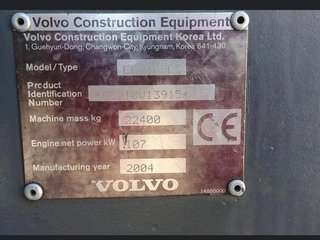 Volvo Construction Equipment
Volvo Construction Equipment Korea Ltd.
1, Guehyun-Dong, Changwon-City, Kyungnam, Korea 641-430
Model/Type
Product
Identification
Number
Machine mass kg 22400
CE
Engine net power kW 107
Manufacturing year 2004
VOLVO